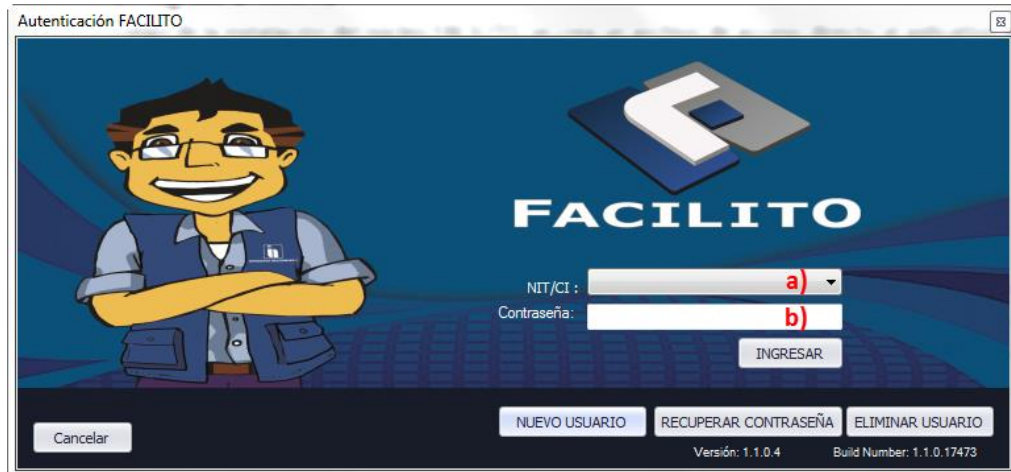 Autenticación FACILITO
FACILITO
NIT/CI :
a)
Contraseña:
b)
INGRESAR
NUEVO USUARIO
RECUPERAR CONTRASEÑA
ELIMINAR USUARIO
Cancelar
Versión: 1.1.0.4
Build Number: 1.1.0.17473